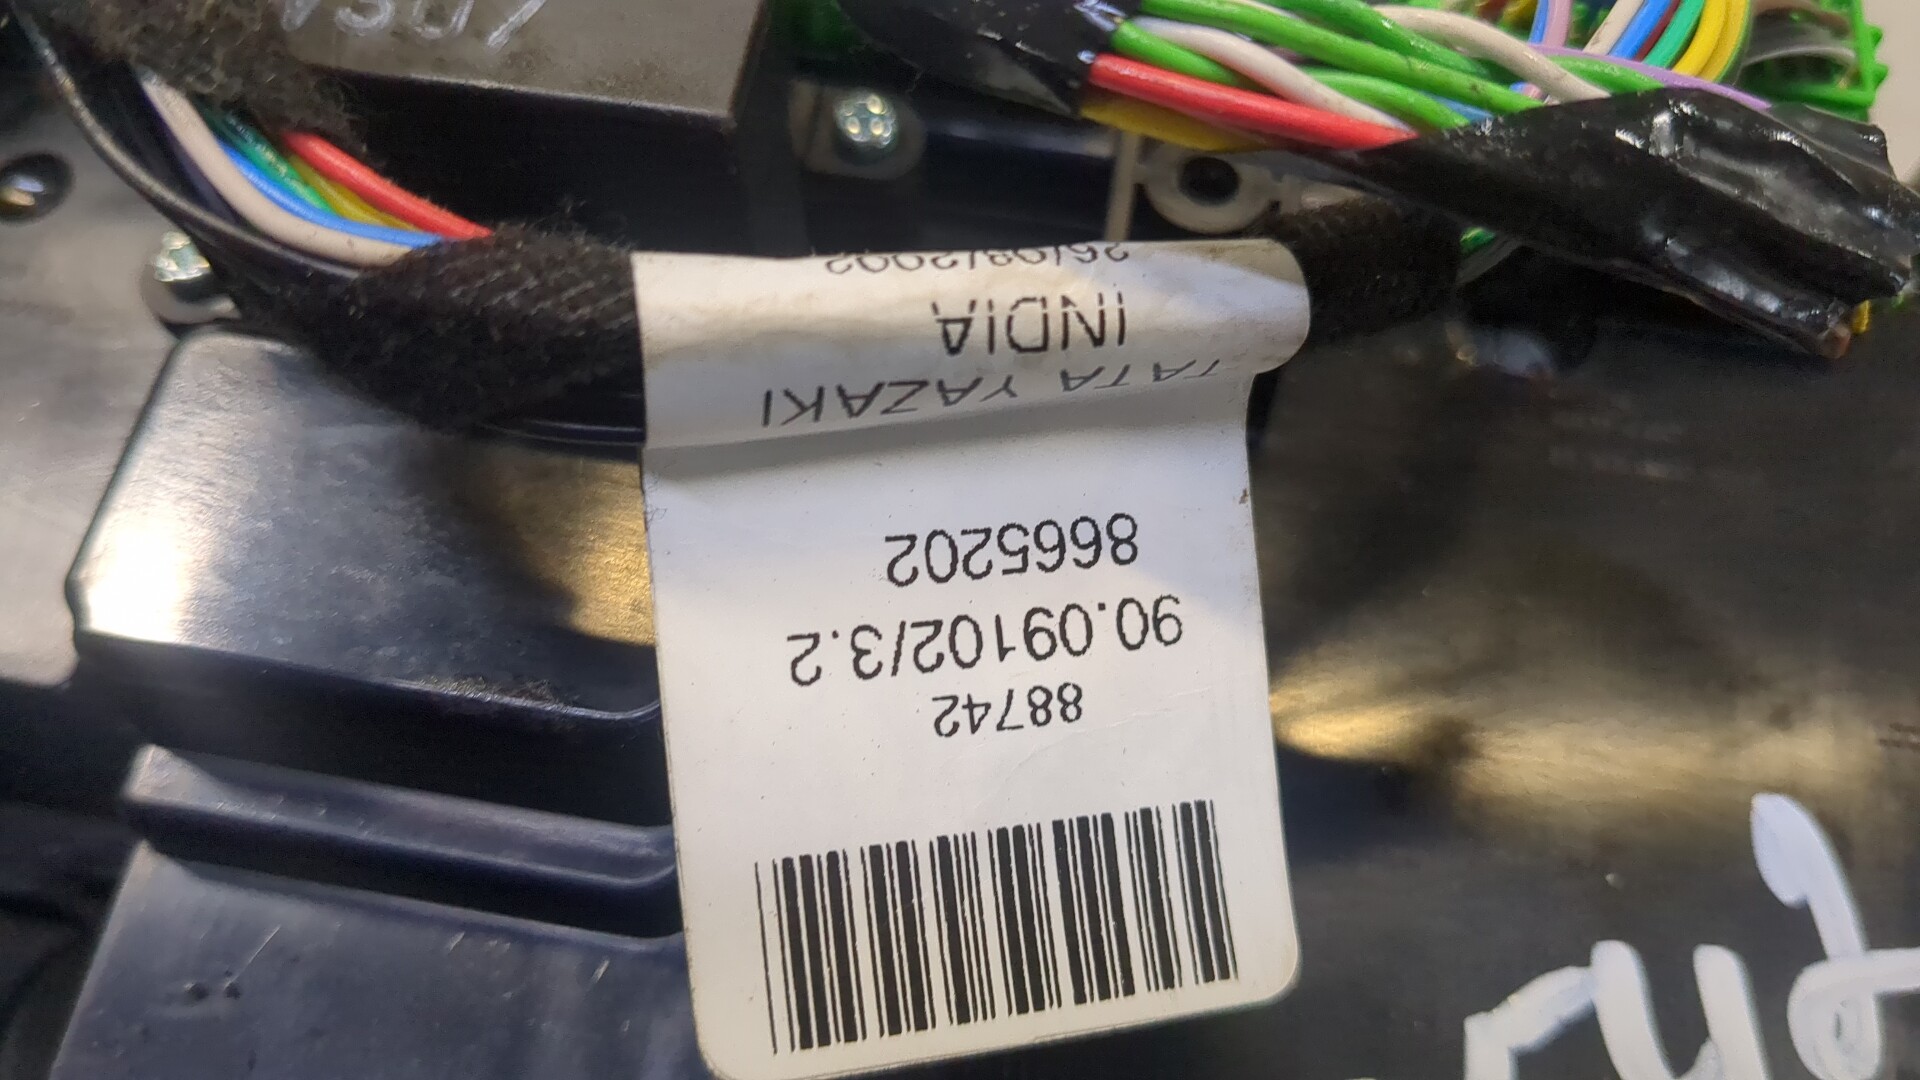 88742
90.09102/3.2
8665202
TATA YAZAKI
INDIA
26/08/2002